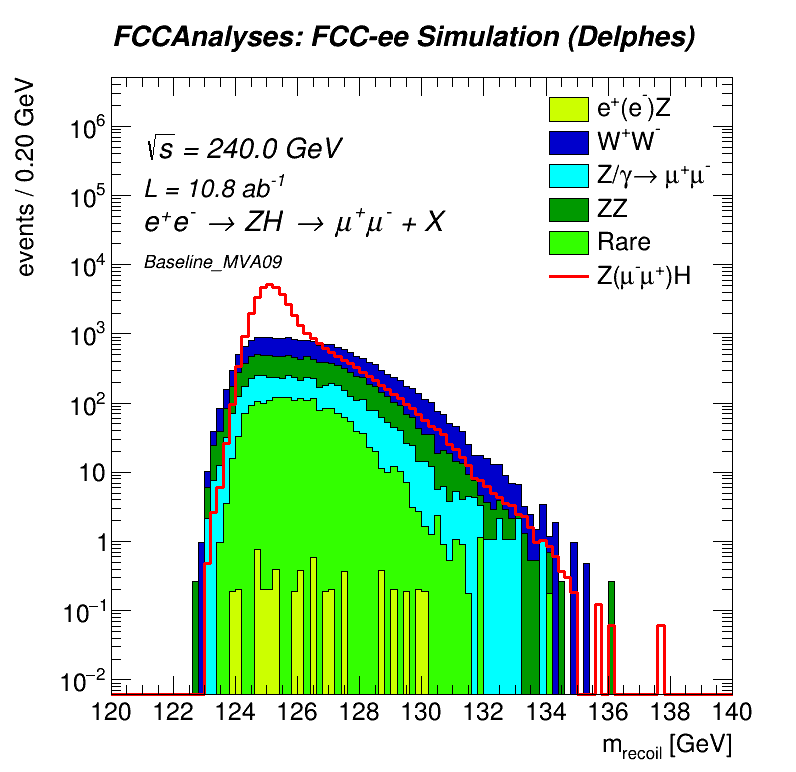 FCCAnalyses: FCC-ee Simulation (Delphes)
events / 0.20 GeV
√s = 240.0 GeV
L = 10.8 ab⁻¹
e⁺e⁻ → ZH → μ⁺μ⁻ + X
Baseline_MVA09
e⁺(e⁻)Z
W⁺W⁻
Z/γ→ μ⁺μ⁻
ZZ
Rare
Z(μ⁻μ⁺)H
10⁶
10⁵
10⁴
10³
10²
10
1
10⁻¹
10⁻²
120 122 124 126 128 130 132 134 136 138 140
m_recoil [GeV]